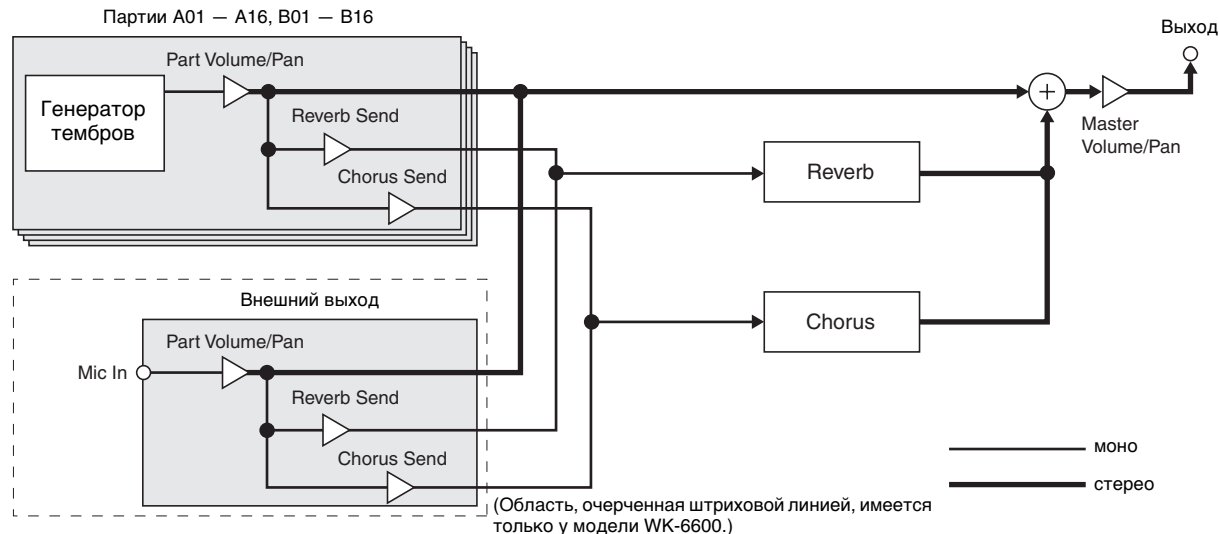 Партии A01 — A16, B01 — B16
Выход
Part Volume/Pan
Генератор
тембров
Reverb Send
Chorus Send
Master
Volume/Pan
Reverb
Внешний выход
Chorus
Part Volume/Pan
Mic In
Reverb Send
Chorus Send
моно
стерео
(Область, очерченная штриховой линией, имеется
только у модели WK-6600.)